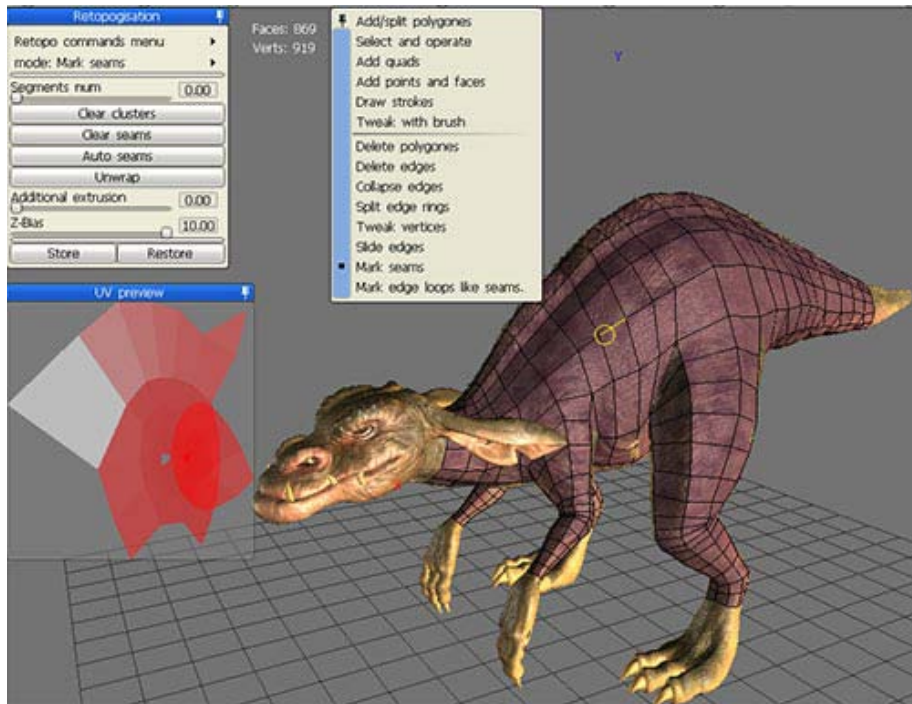 Retopogisation
Retopo commands menu
mode: Mark seams
Segments num 0.00
Clear clusters
Clear seams
Auto seams
Unwrap
Additional extrusion 0.00
Z-Bias 10.00
Store Restore
UV preview
Faces: 869
Verts: 919
Add/split polygones
Select and operate
Add quads
Add points and faces
Draw strokes
Tweak with brush
Delete polygones
Delete edges
Collapse edges
Split edge rings
Tweak vertices
Slide edges
Mark seams
Mark edge loops like seams.
Y